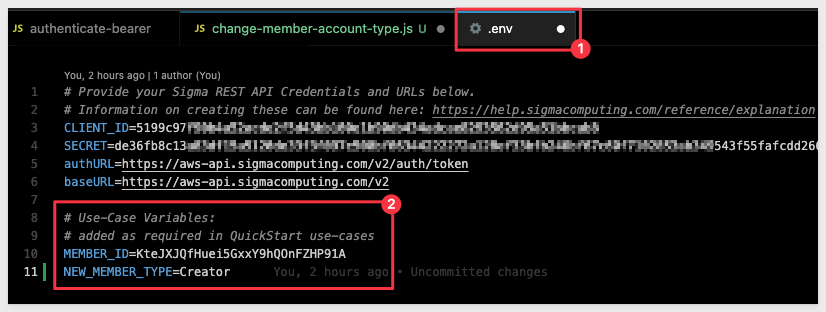 JS authenticate-bearer
JS change-member-account-type.js U
.env
1
You, 2 hours ago | 1 author (You)
1 # Provide your Sigma REST API Credentials and URLs below.
2 # Information on creating these can be found here: https://help.sigmacomputing.com/reference/explanation
3 CLIENT_ID=5199c97
4 SECRET=de36fb8c13 543f55fafcdd266
5 authURL=https://aws-api.sigmacomputing.com/v2/auth/token
6 baseURL=https://aws-api.sigmacomputing.com/v2
7
2
8 # Use-Case Variables:
9 # added as required in QuickStart use-cases
10 MEMBER_ID=KteJXJQfHuei5GxxY9hQOnFZHP91A
11 NEW_MEMBER_TYPE=Creator You, 2 hours ago • Uncommitted changes